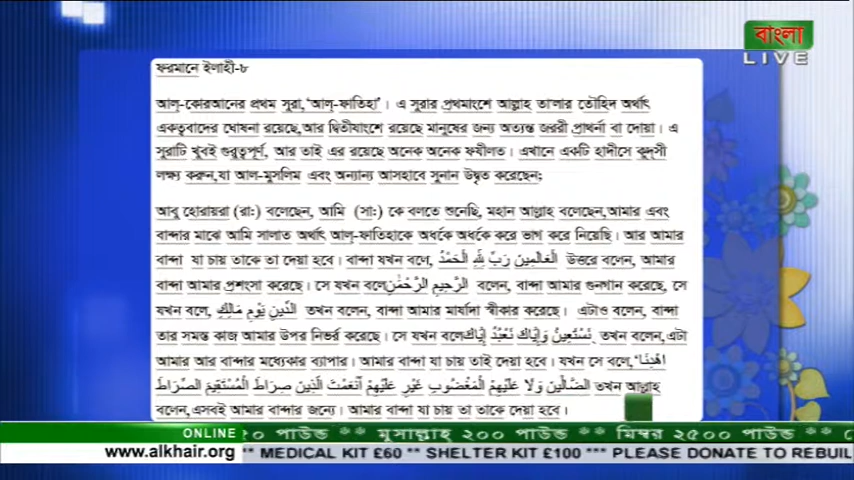 বাংলা
LIVE
ফরমানে ইলাহী-৮
আল্-কোরআনের প্রথম সুরা,'আল্-ফাতিহা' । এ সুরার প্রথমাংশে আল্লাহ তা'লার তৌহিদ অর্থাৎ
একত্ববাদের ঘোষনা রয়েছে,আর দ্বিতীয়াংশে রয়েছে মানুষের জন্য অত্যন্ত জরুরী প্রার্থনা বা দোয়া। এ
সুরাটি খুবই গুরুত্বপূর্ণ, আর তাই এর রয়েছে অনেক অনেক ফযীলত। এখানে একটি হাদীসে কুদ্সী
লক্ষ্য করুন,যা আল-মুসলিম এবং অন্যান্য আসহাবে সুনান উদ্বৃত করেছেন;
আবু হোরায়রা (রাঃ) বলেছেন, আমি (সাঃ) কে বলতে শুনেছি, মহান আল্লাহ বলেছেন,আমার এবং
বান্দার মাঝে আমি সালাত অর্থাৎ আল্-ফাতিহাকে অর্ধকে অর্ধকে করে ভাগ করে নিয়েছি। আর আমার
বান্দা যা চায় তাকে তা দেয়া হবে। বান্দা যখন বলে, الْعَالَمِينَ رَبِّ لِلَّهِ الْحَمْدُ উত্তরে বলেন, আমার
বান্দা আমার প্রশংসা করেছে। সে যখন বলে الرَّحِيمِ الرَّحْمَٰنِ বলেন, বান্দা আমার গুনগান করেছে, সে
যখন বলে, الدِّينِ يَوْمِ مَالِكِ তখন বলেন, বান্দা আমার মার্যাদা স্বীকার করেছে। এটাও বলেন, বান্দা
তার সমস্ত কাজ আমার উপর নির্ভর করেছে। সে যখন বলে نَسْتَعِينُ وَإِيَّاكَ نَعْبُدُ إِيَّاكَ তখন বলেন,এটা
আমার আর বান্দার মধ্যেকার ব্যাপার। আমার বান্দা যা চায় তাই দেয়া হবে। যখন সে বলে,' اهْدِنَا
الضَّالِّينَ وَلَا عَلَيْهِمْ الْمَغْضُوبِ غَيْرِ عَلَيْهِمْ أَنْعَمْتَ الَّذِينَ صِرَاطَ الْمُسْتَقِيمَ الصِّرَاطَ তখন আল্লাহ
বলেন,এসবই আমার বান্দার জন্যে। আমার বান্দা যা চায় তা তাকে দেয়া হবে।
ONLINE ২০ পাউন্ড ** মুসাল্লাহ ২০০ পাউন্ড ** মিম্বর ২৫০০ পাউন্ড **
www.alkhair.org ** MEDICAL KIT £60 ** SHELTER KIT £100 *** PLEASE DONATE TO REBUIL